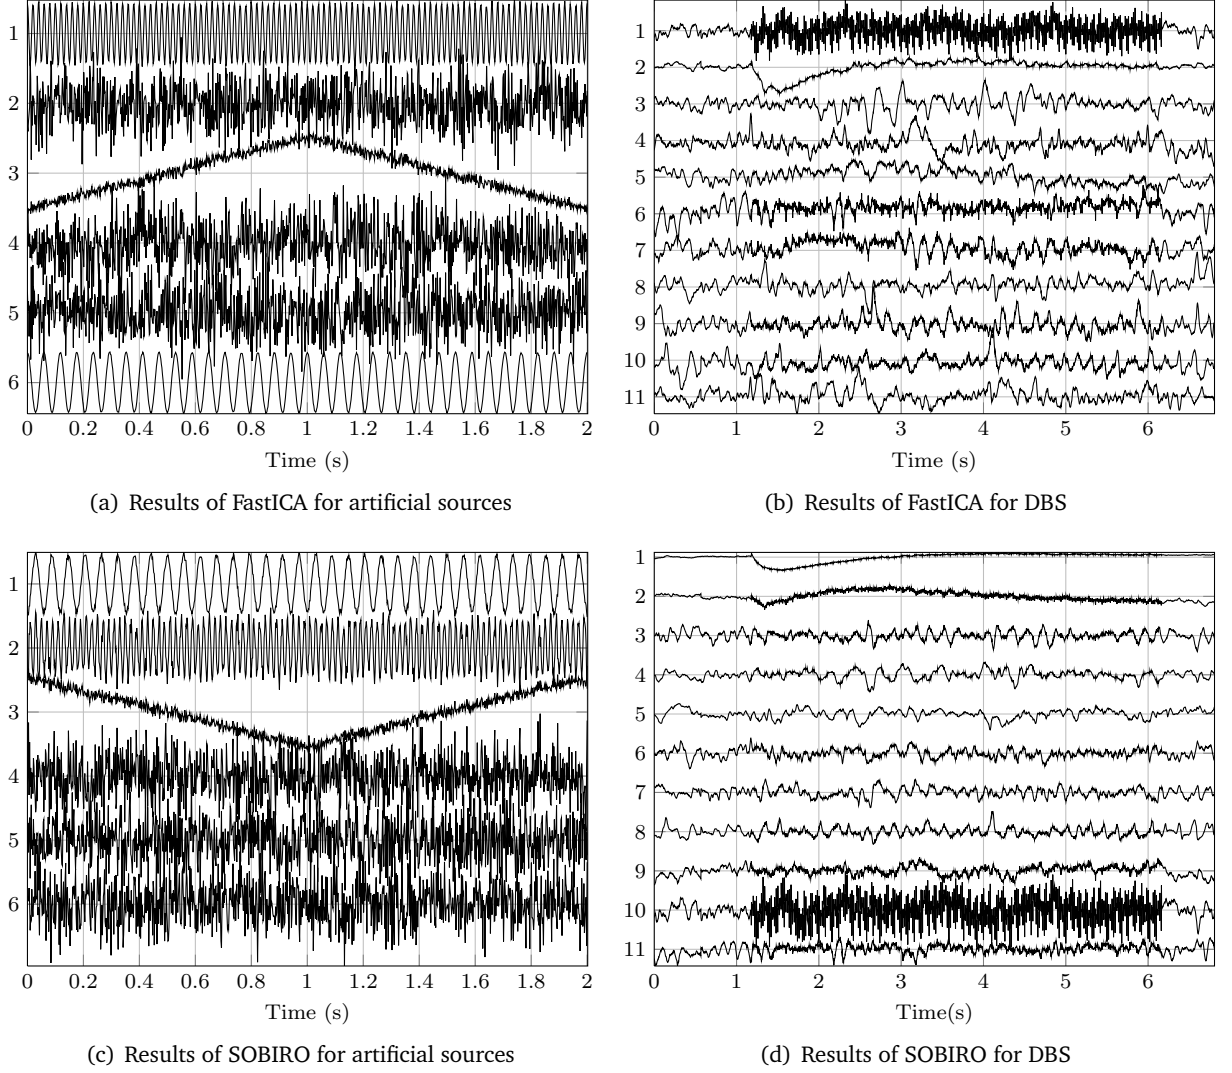 1
2
3
4
5
6
0 0.2 0.4 0.6 0.8 1 1.2 1.4 1.6 1.8 2
Time (s)
(a) Results of FastICA for artificial sources
1
2
3
4
5
6
7
8
9
10
11
0 1 2 3 4 5 6
Time (s)
(b) Results of FastICA for DBS
1
2
3
4
5
6
0 0.2 0.4 0.6 0.8 1 1.2 1.4 1.6 1.8 2
Time (s)
(c) Results of SOBIRO for artificial sources
1
2
3
4
5
6
7
8
9
10
11
0 1 2 3 4 5 6
Time(s)
(d) Results of SOBIRO for DBS